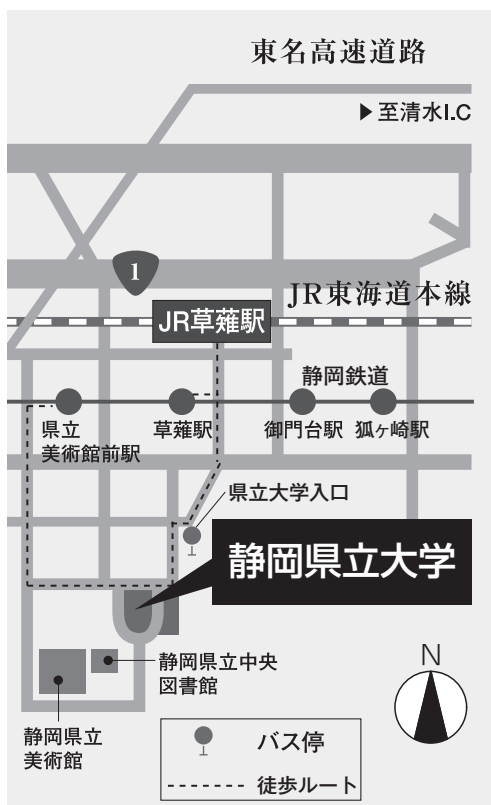 東名高速道路
▶至清水I.C
1
JR東海道本線
JR草薙駅
静岡鉄道
県立
美術館前駅
草薙駅
御門台駅
狐ヶ崎駅
県立大学入口
静岡県立大学
静岡県立中央
図書館
静岡県立
美術館
N
バス停
徒歩ルート